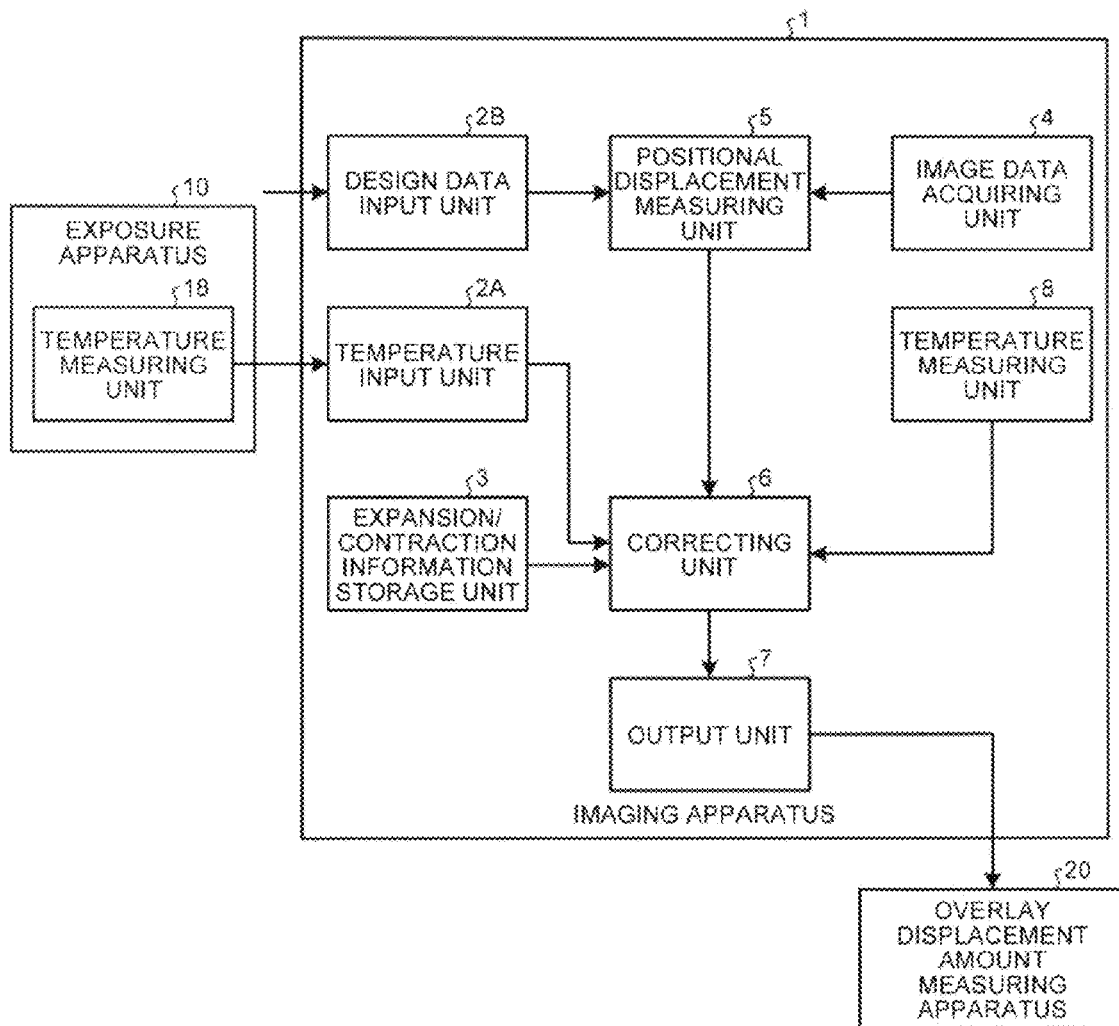 1
2B
DESIGN DATA
INPUT UNIT
5
POSITIONAL
DISPLACEMENT
MEASURING
UNIT
4
IMAGE DATA
ACQUIRING
UNIT
10
EXPOSURE
APPARATUS
18
TEMPERATURE
MEASURING
UNIT
2A
TEMPERATURE
INPUT UNIT
8
TEMPERATURE
MEASURING
UNIT
3
EXPANSION/
CONTRACTION
INFORMATION
STORAGE UNIT
6
CORRECTING
UNIT
7
OUTPUT UNIT
IMAGING APPARATUS
20
OVERLAY
DISPLACEMENT
AMOUNT
MEASURING
APPARATUS